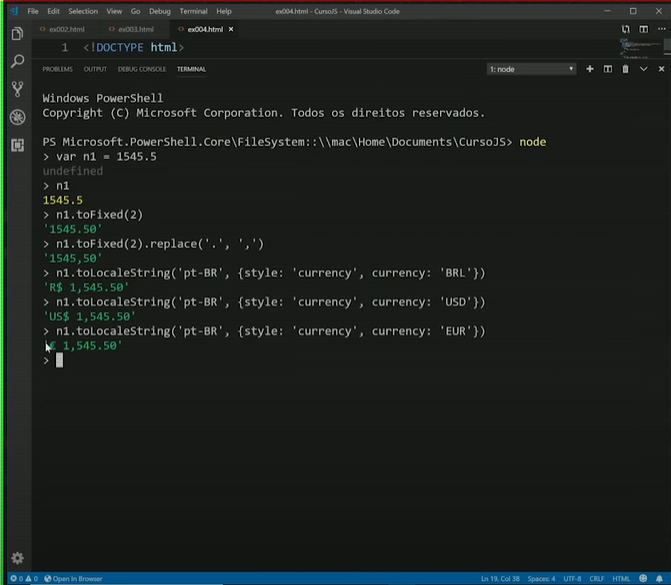 File Edit Selection View Go Debug Terminal Help ex004.html - CursoJS - Visual Studio Code
ex002.html ex003.html ex004.html
1 <!DOCTYPE html>
PROBLEMS OUTPUT DEBUG CONSOLE TERMINAL 1: node
Windows PowerShell
Copyright (C) Microsoft Corporation. Todos os direitos reservados.
PS Microsoft.PowerShell.Core\FileSystem::\\mac\Home\Documents\CursoJS> node
> var n1 = 1545.5
undefined
> n1
1545.5
> n1.toFixed(2)
'1545.50'
> n1.toFixed(2).replace('.', ',')
'1545,50'
> n1.toLocaleString('pt-BR', {style: 'currency', currency: 'BRL'})
'R$ 1,545.50'
> n1.toLocaleString('pt-BR', {style: 'currency', currency: 'USD'})
'US$ 1,545.50'
> n1.toLocaleString('pt-BR', {style: 'currency', currency: 'EUR'})
'€ 1,545.50'
>
0 0 Open In Browser Ln 19, Col 38 Spaces: 4 UTF-8 CRLF HTML